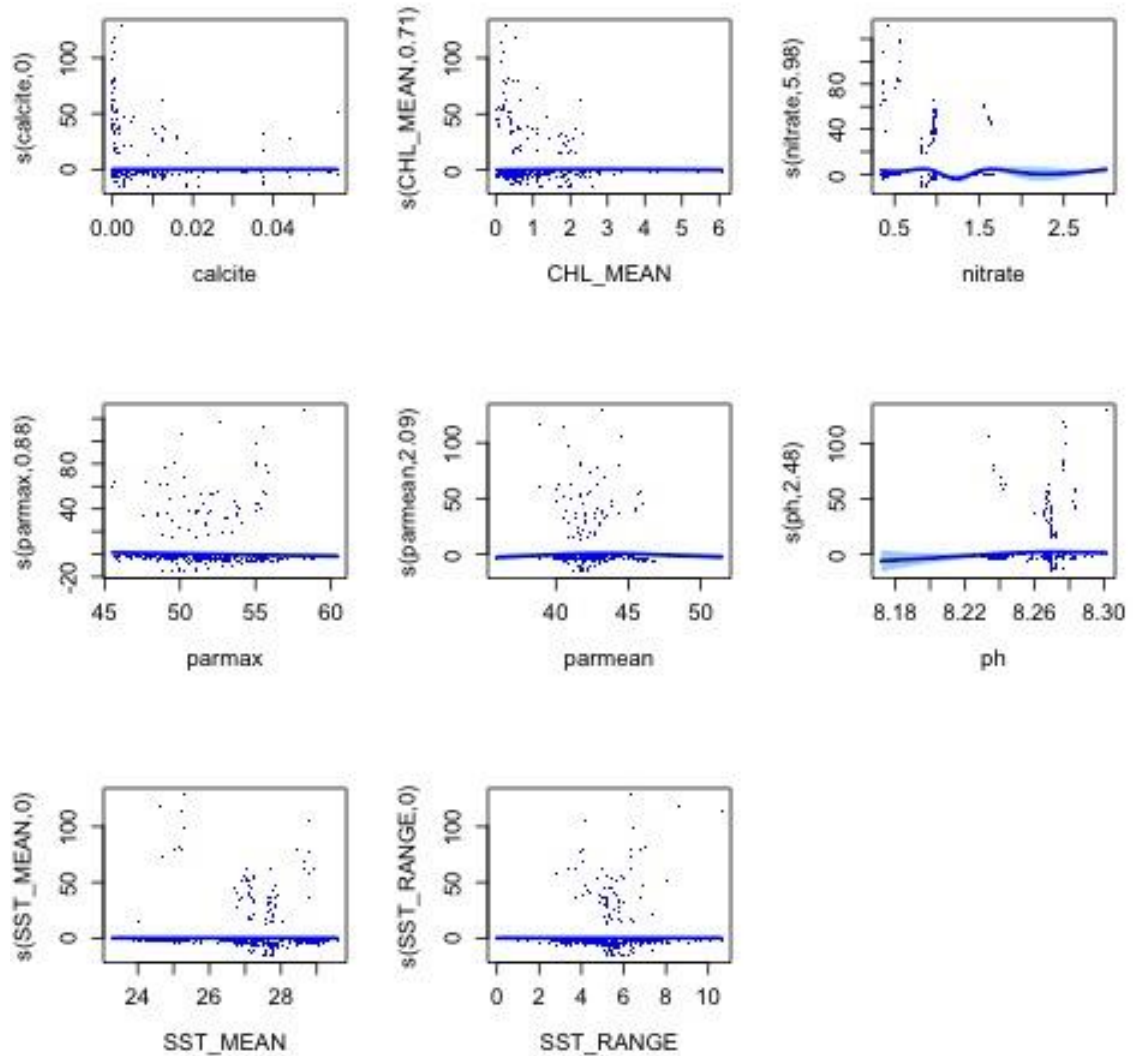 s(calcite,0)
100
50
0
0.00 0.02 0.04
calcite
s(CHL_MEAN,0.71)
100
50
0
0 1 2 3 4 5 6
CHL_MEAN
s(nitrate,5.98)
80
40
0
0.5 1.5 2.5
nitrate
s(parmax,0.88)
80
40
-20
45 50 55 60
parmax
s(parmean,2.09)
100
50
0
40 45 50
parmean
s(ph,2.48)
100
50
0
8.18 8.22 8.26 8.30
ph
s(SST_MEAN,0)
100
50
0
24 26 28
SST_MEAN
s(SST_RANGE,0)
100
50
0
0 2 4 6 8 10
SST_RANGE